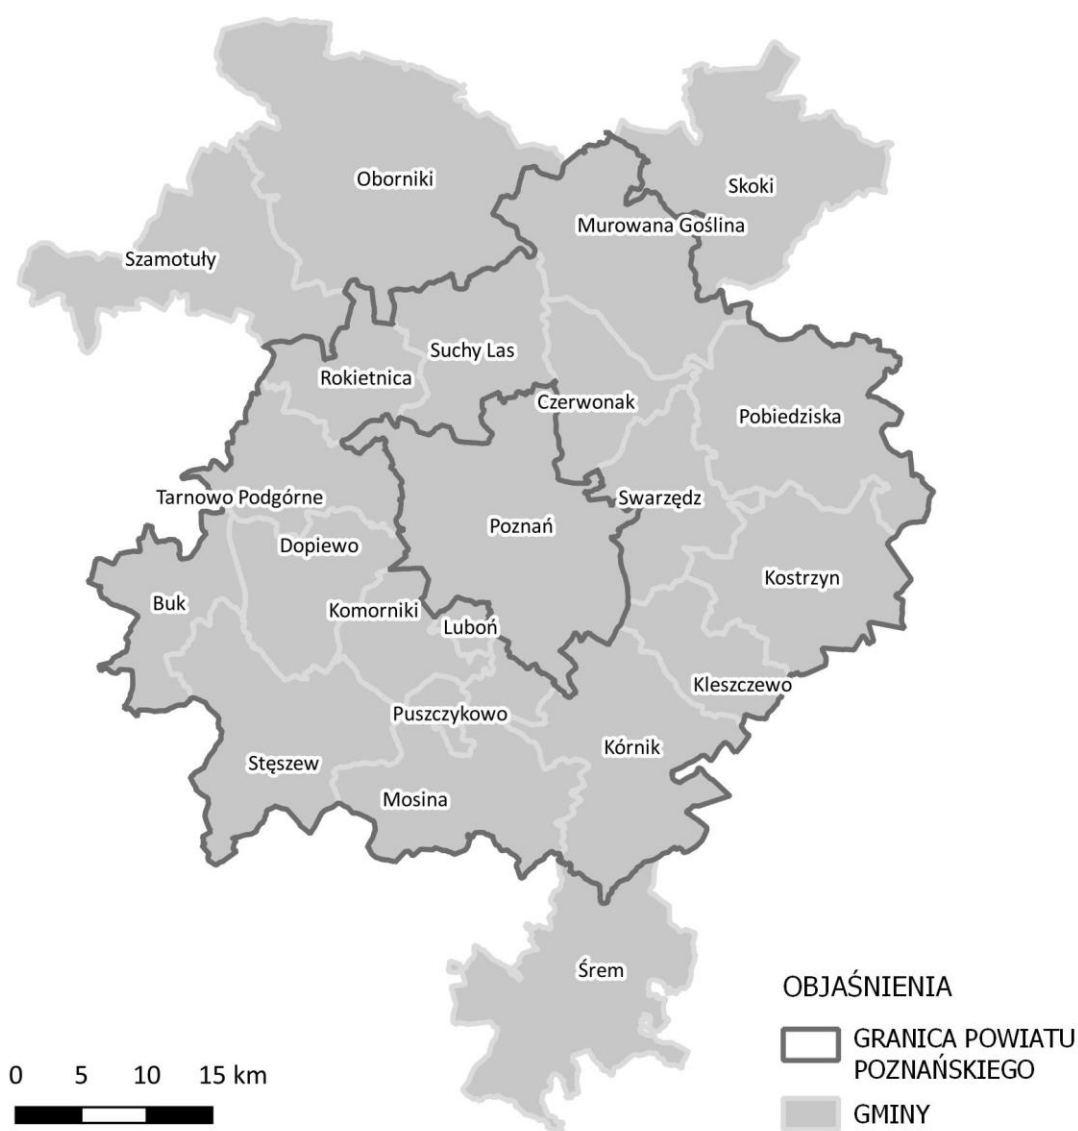 Oborniki
Skoki
Murowana Goślina
Szamotuły
Suchy Las
Rokietnica
Czerwonak
Pobiedziska
Tarnowo Podgórne
Swarzędz
Poznań
Dopiewo
Kostrzyn
Buk
Komorniki
Luboń
Kleszczewo
Puszczykowo
Kórnik
Stęszew
Mosina
Śrem
OBJAŚNIENIA
GRANICA POWIATU
POZNAŃSKIEGO
GMINY
0 5 10 15 km